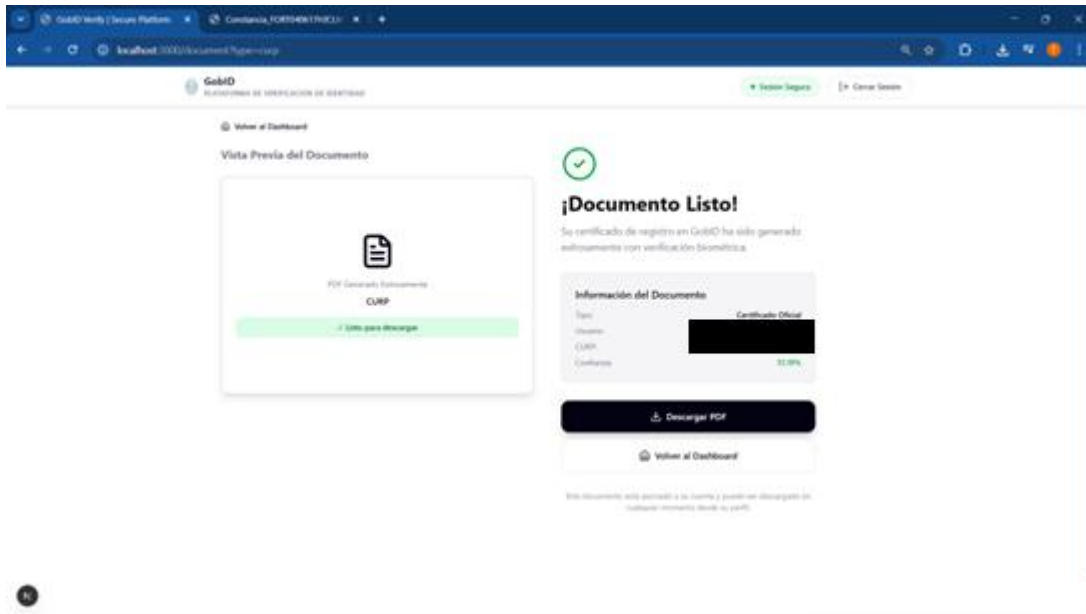 GobID Verify | Secure Platform
localhost:3000/document?type=curp
GobID
PLATAFORMA DE VERIFICACIÓN DE IDENTIDAD
Sesión Segura
Cerrar Sesión
Volver al Dashboard
Vista Previa del Documento
PDF Generado Exitosamente
CURP
✓ Listo para descargar
¡Documento Listo!
Su certificado de registro en GobID ha sido generado
exitosamente con verificación biométrica.
Información del Documento
Tipo
Certificado Oficial
Usuario
CURP
Confianza
Descargar PDF
Volver al Dashboard
Este documento está asociado a su cuenta y puede ser descargado en
cualquier momento desde su perfil.